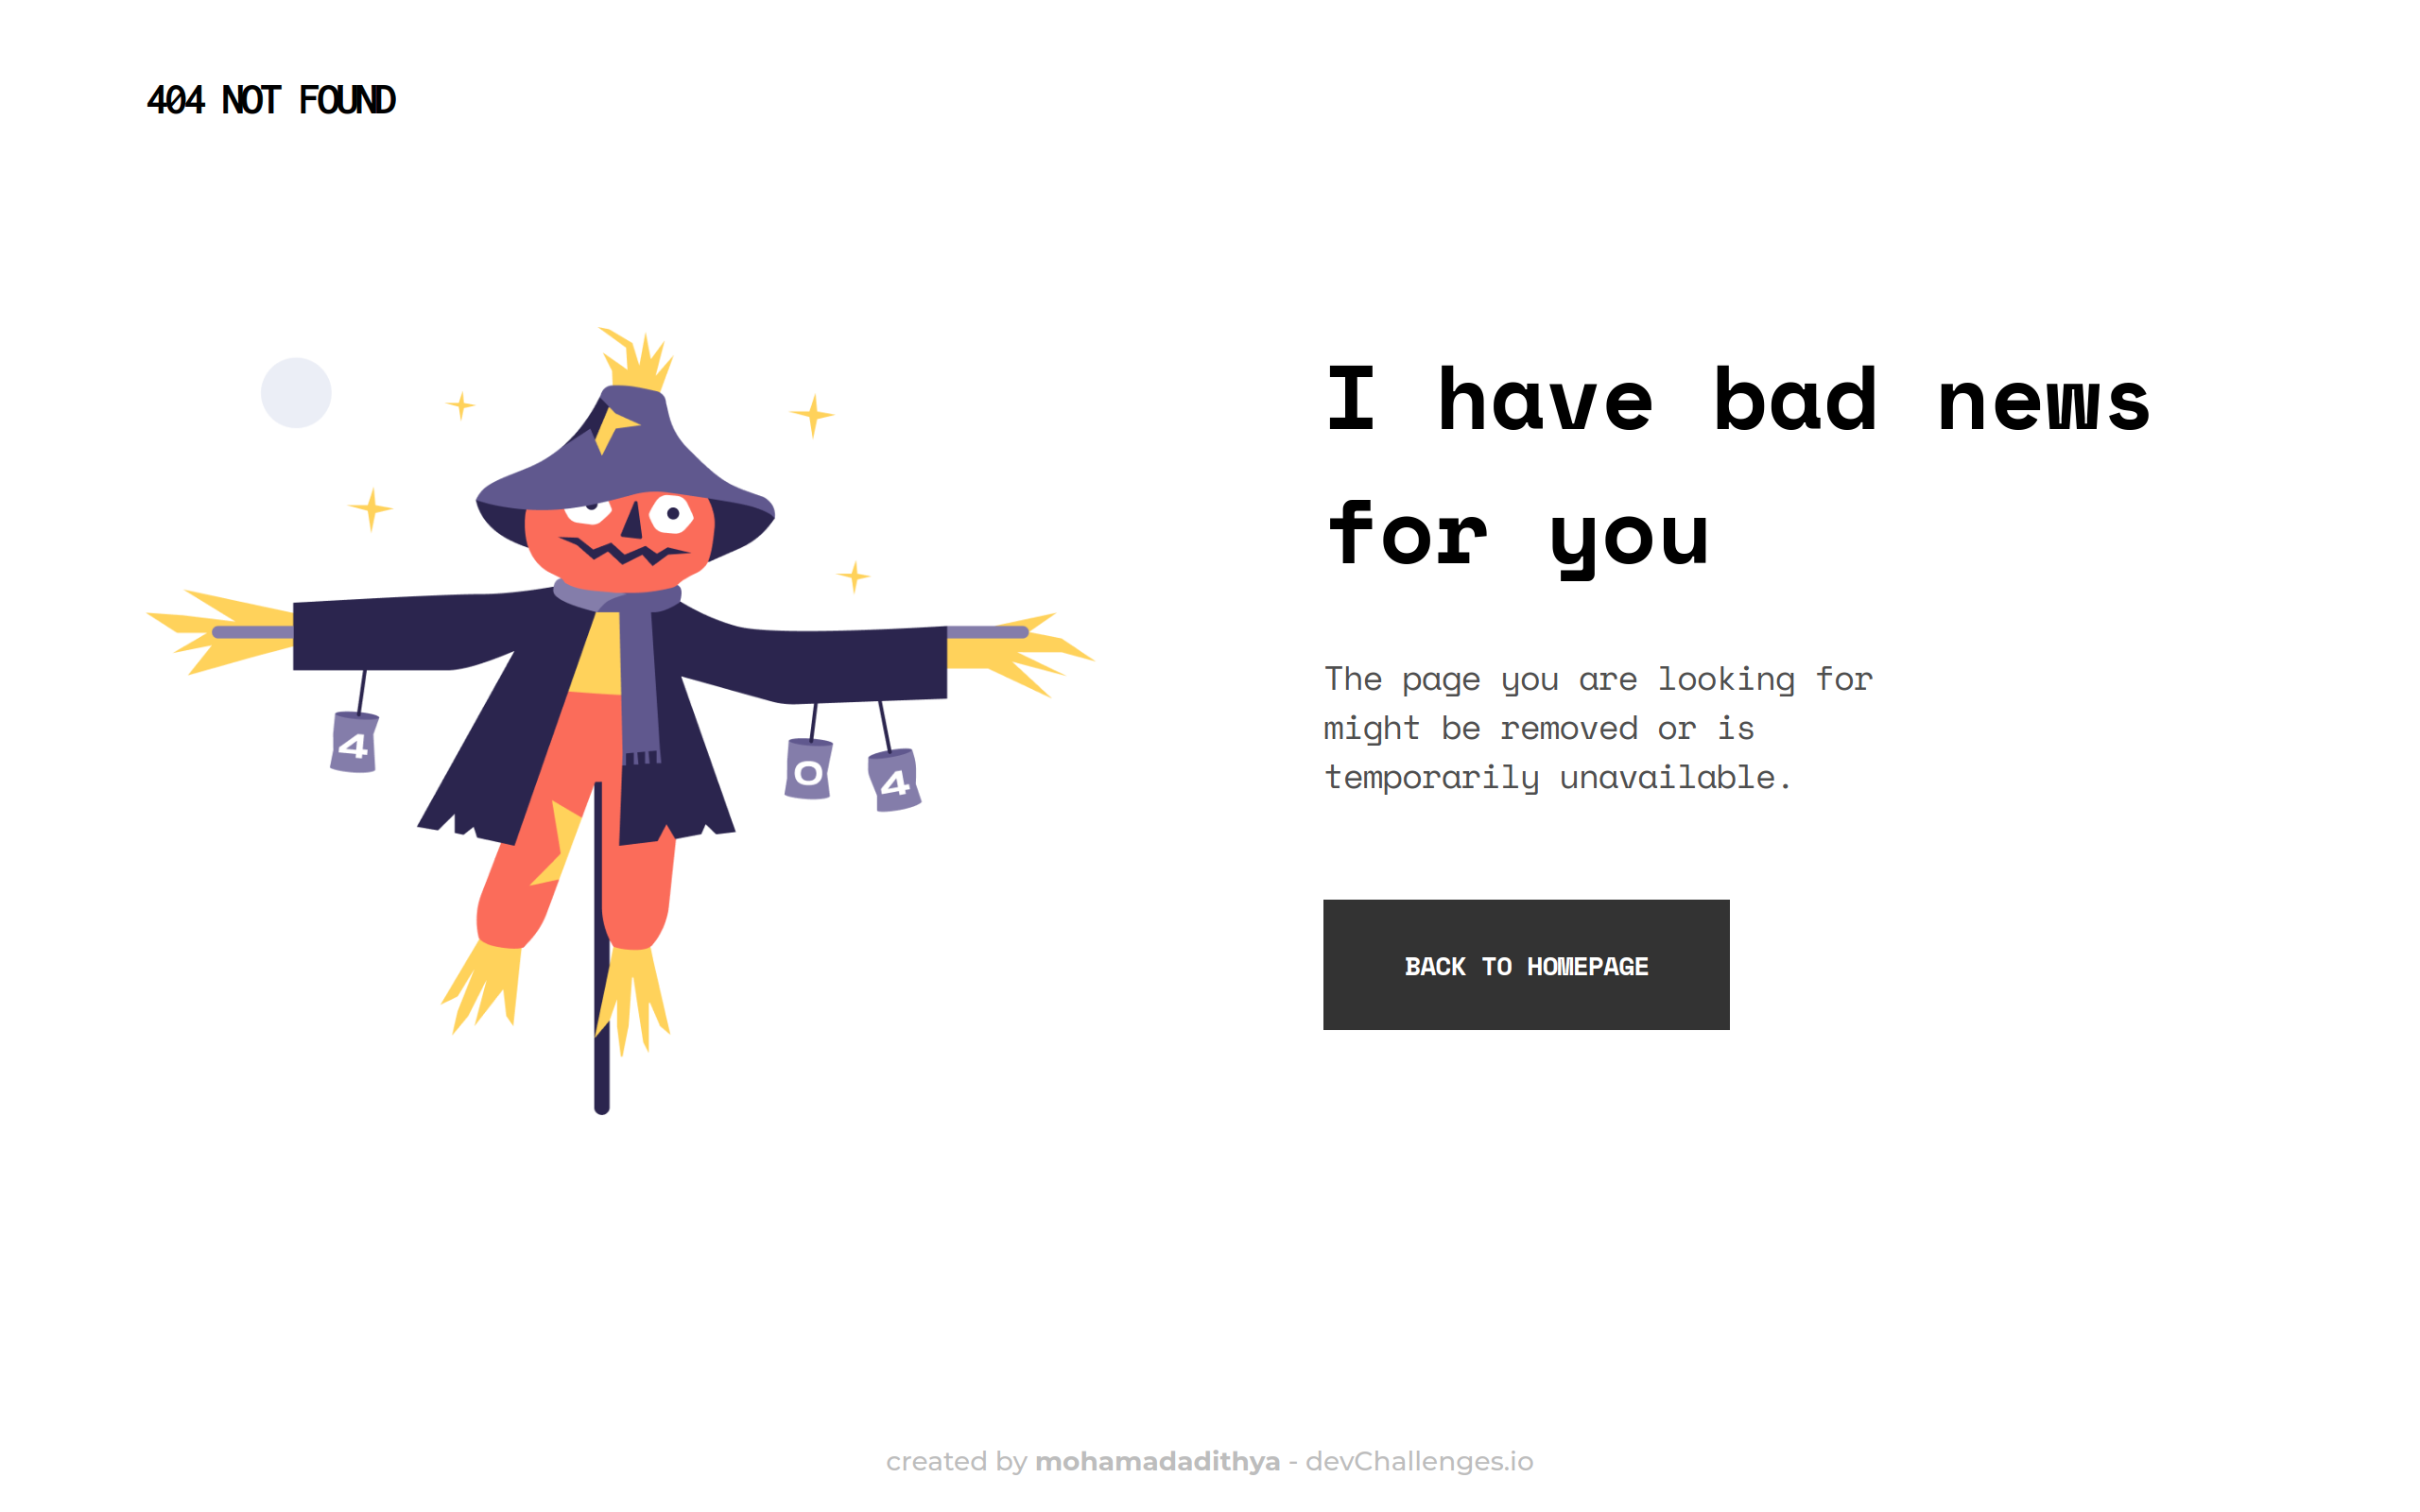 404 NOT FOUND
I have bad news
for you
The page you are looking for
might be removed or is
temporarily unavailable.
BACK TO HOMEPAGE
4
0
4
created by mohamadadithya - devChallenges.io